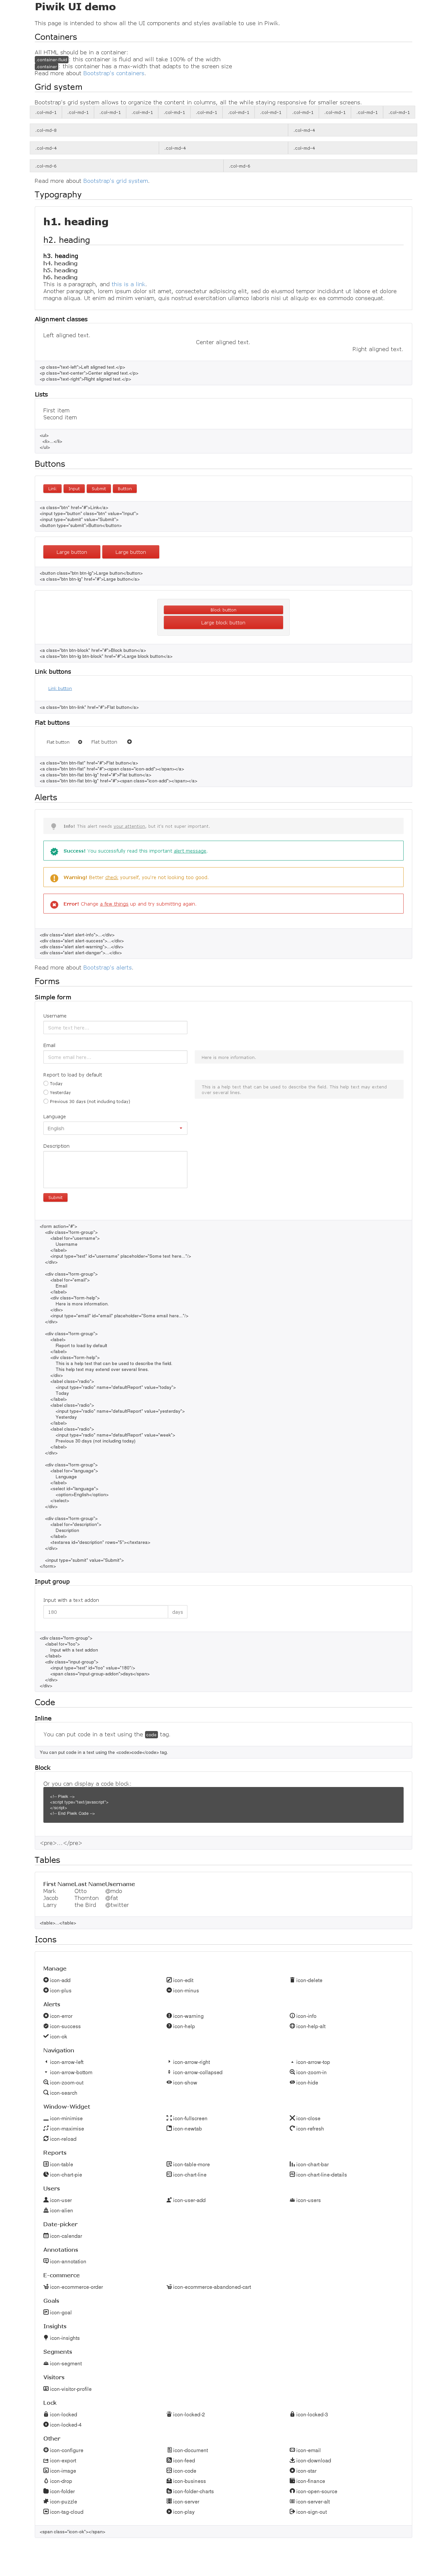 Piwik UI demo
This page is intended to show all the UI components and styles available to use in Piwik.
Containers
All HTML should be in a container:
container-fluid this container is fluid and will take 100% of the width
container this container has a max-width that adapts to the screen size
Read more about Bootstrap's containers.
Grid system
Bootstrap's grid system allows to organize the content in columns, all the while staying responsive for smaller screens.
.col-md-1 .col-md-1 .col-md-1 .col-md-1 .col-md-1 .col-md-1 .col-md-1 .col-md-1 .col-md-1 .col-md-1 .col-md-1 .col-md-1
.col-md-8 .col-md-4
.col-md-4 .col-md-4 .col-md-4
.col-md-6 .col-md-6
Read more about Bootstrap's grid system.
Typography
h1. heading
h2. heading
h3. heading
h4. heading
h5. heading
h6. heading
This is a paragraph, and this is a link.
Another paragraph, lorem ipsum dolor sit amet, consectetur adipiscing elit, sed do eiusmod tempor incididunt ut labore et dolore
magna aliqua. Ut enim ad minim veniam, quis nostrud exercitation ullamco laboris nisi ut aliquip ex ea commodo consequat.
Alignment classes
Left aligned text.
Center aligned text.
Right aligned text.
<p class="text-left">Left aligned text.</p>
<p class="text-center">Center aligned text.</p>
<p class="text-right">Right aligned text.</p>
Lists
First item
Second item
<ul>
<li>...</li>
</ul>
Buttons
Link Input Submit Button
<a class="btn" href="#">Link</a>
<input type="button" class="btn" value="Input">
<input type="submit" value="Submit">
<button type="submit">Button</button>
Large button Large button
<button class="btn btn-lg">Large button</button>
<a class="btn btn-lg" href="#">Large button</a>
Block button
Large block button
<a class="btn btn-block" href="#">Block button</a>
<a class="btn btn-lg btn-block" href="#">Large block button</a>
Link buttons
Link button
<a class="btn btn-link" href="#">Flat button</a>
Flat buttons
Flat button Flat button
<a class="btn btn-flat" href="#">Flat button</a>
<a class="btn btn-flat" href="#"><span class="icon-add"></span></a>
<a class="btn btn-flat btn-lg" href="#">Flat button</a>
<a class="btn btn-flat btn-lg" href="#"><span class="icon-add"></span></a>
Alerts
Info! This alert needs your attention, but it's not super important.
Success! You successfully read this important alert message.
Warning! Better check yourself, you're not looking too good.
Error! Change a few things up and try submitting again.
<div class="alert alert-info">...</div>
<div class="alert alert-success">...</div>
<div class="alert alert-warning">...</div>
<div class="alert alert-danger">...</div>
Read more about Bootstrap's alerts.
Forms
Simple form
Username
Some text here...
Email
Some email here...
Here is more information.
Report to load by default
Today
Yesterday
Previous 30 days (not including today)
This is a help text that can be used to describe the field. This help text may extend
over several lines.
Language
English
Description
Submit
<form action="#">
<div class="form-group">
<label for="username">
Username
</label>
<input type="text" id="username" placeholder="Some text here..."/>
</div>
<div class="form-group">
<label for="email">
Email
</label>
<div class="form-help">
Here is more information.
</div>
<input type="email" id="email" placeholder="Some email here..."/>
</div>
<div class="form-group">
<label>
Report to load by default
</label>
<div class="form-help">
This is a help text that can be used to describe the field.
This help text may extend over several lines.
</div>
<label class="radio">
<input type="radio" name="defaultReport" value="today">
Today
</label>
<label class="radio">
<input type="radio" name="defaultReport" value="yesterday">
Yesterday
</label>
<label class="radio">
<input type="radio" name="defaultReport" value="week">
Previous 30 days (not including today)
</label>
</div>
<div class="form-group">
<label for="language">
Language
</label>
<select id="language">
<option>English</option>
</select>
</div>
<div class="form-group">
<label for="description">
Description
</label>
<textarea id="description" rows="5"></textarea>
</div>
<input type="submit" value="Submit">
</form>
Input group
Input with a text addon
180 days
<div class="form-group">
<label for="foo">
Input with a text addon
</label>
<div class="input-group">
<input type="text" id="foo" value="180">
<span class="input-group-addon">days</span>
</div>
</div>
Code
Inline
You can put code in a text using the code tag.
You can put code in a text using the <code>code</code> tag.
Block
Or you can display a code block:
<!-- Piwik -->
<script type="text/javascript">
</script>
<!-- End Piwik Code -->
<pre>...</pre>
Tables
First Name Last Name Username
Mark Otto @mdo
Jacob Thornton @fat
Larry the Bird @twitter
<table>...</table>
Icons
Manage
icon-add icon-edit icon-delete
icon-plus icon-minus
Alerts
icon-error icon-warning icon-info
icon-success icon-help icon-help-alt
icon-ok
Navigation
icon-arrow-left icon-arrow-right icon-arrow-top
icon-arrow-bottom icon-arrow-collapsed icon-zoom-in
icon-zoom-out icon-show icon-hide
icon-search
Window-Widget
icon-minimise icon-fullscreen icon-close
icon-maximise icon-newtab icon-refresh
icon-reload
Reports
icon-table icon-table-more icon-chart-bar
icon-chart-pie icon-chart-line icon-chart-line-details
Users
icon-user icon-user-add icon-users
icon-alien
Date-picker
icon-calendar
Annotations
icon-annotation
E-commerce
icon-ecommerce-order icon-ecommerce-abandoned-cart
Goals
icon-goal
Insights
icon-insights
Segments
icon-segment
Visitors
icon-visitor-profile
Lock
icon-locked icon-locked-2 icon-locked-3
icon-locked-4
Other
icon-configure icon-document icon-email
icon-export icon-feed icon-download
icon-image icon-code icon-star
icon-drop icon-business icon-finance
icon-folder icon-folder-charts icon-open-source
icon-puzzle icon-server icon-server-alt
icon-tag-cloud icon-play icon-sign-out
<span class="icon-ok"></span>